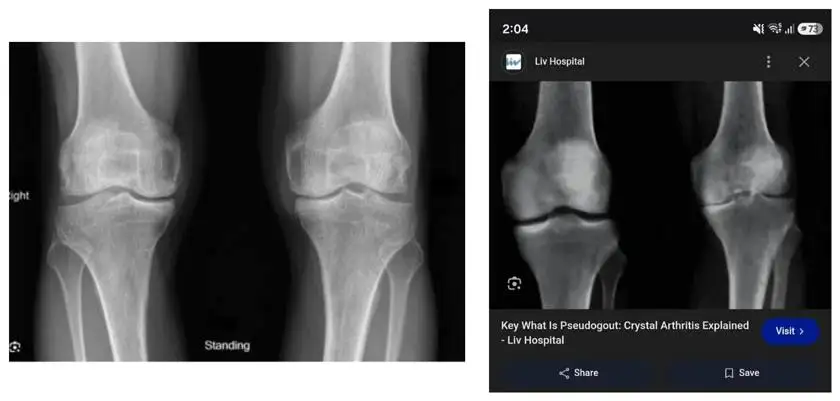 ight
Standing
2:04
73
liv
Liv Hospital
Key What Is Pseudogout: Crystal Arthritis Explained
- Liv Hospital
Visit
Share
Save